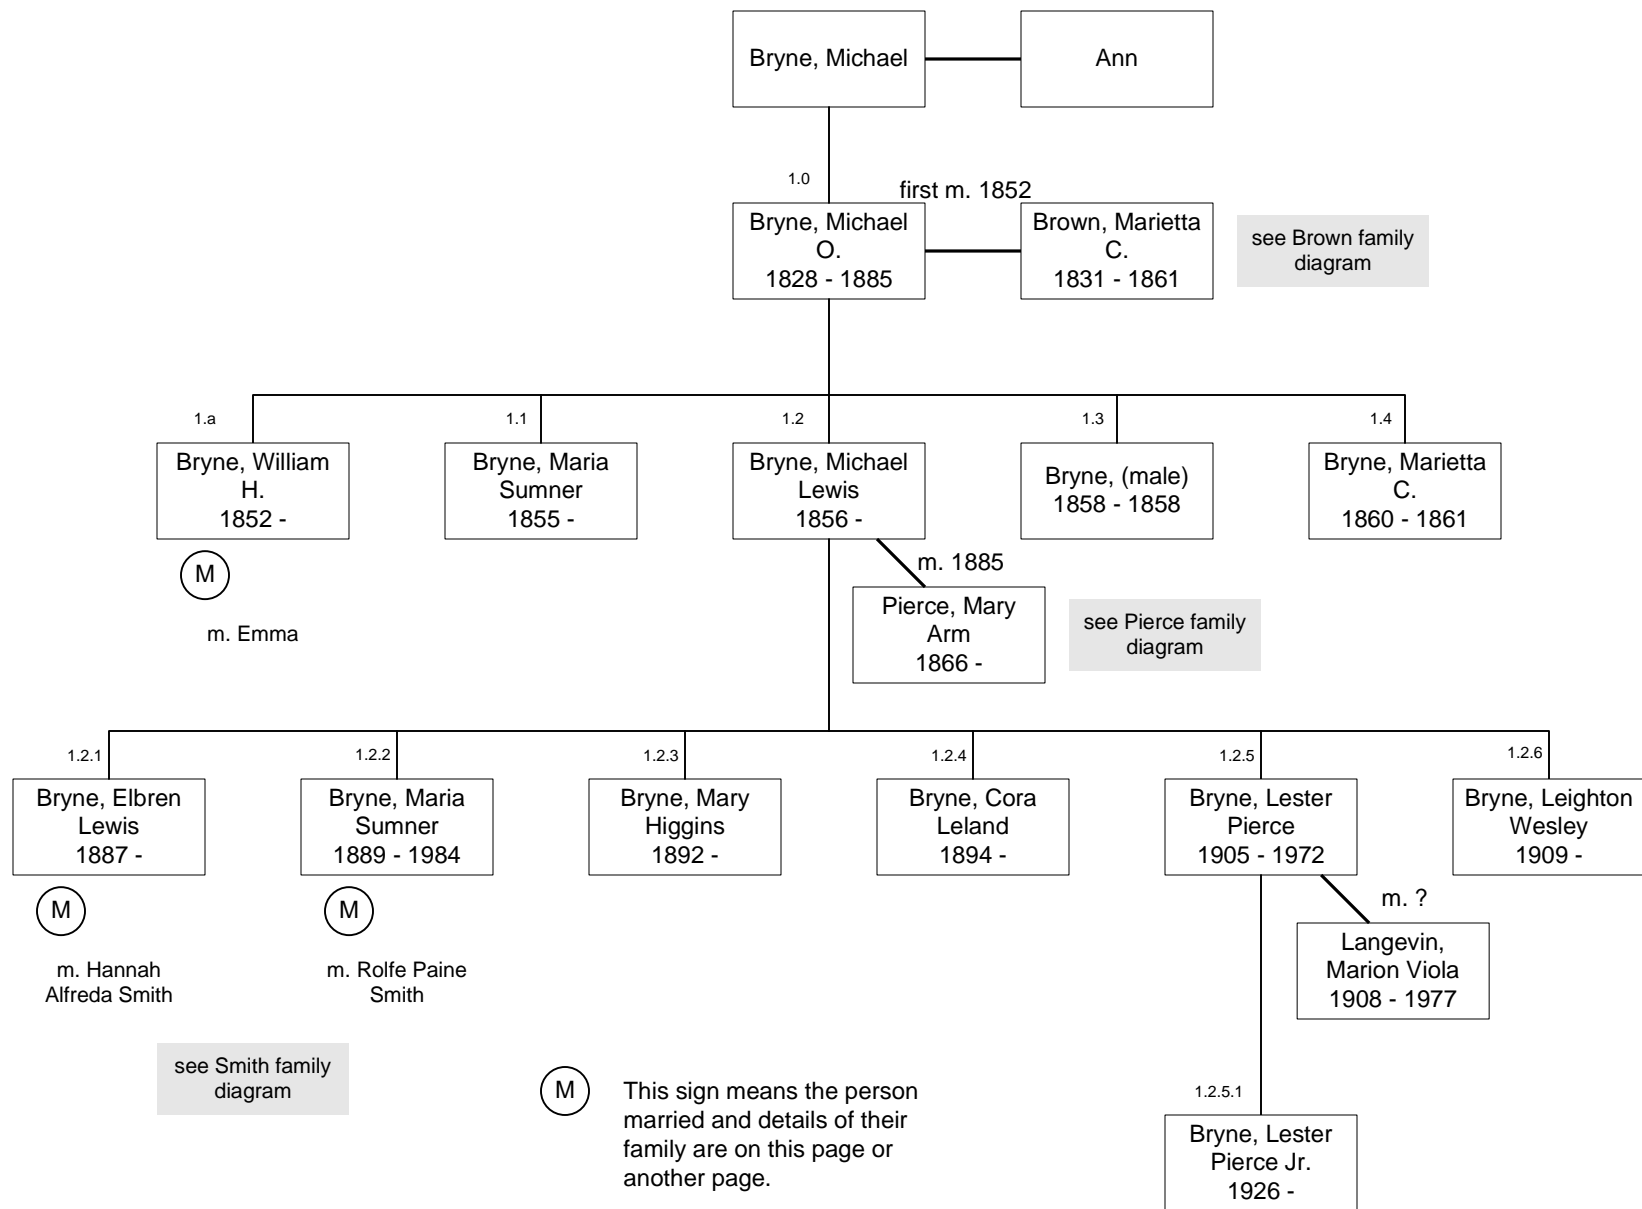 Bryne, Michael
Ann
1.0
first m. 1852
Bryne, Michael
O.
1828 - 1885
Brown, Marietta
C.
1831 - 1861
see Brown family
diagram
1.a
1.1
1.2
1.3
1.4
Bryne, William
H.
1852 -
Bryne, Maria
Sumner
1855 -
Bryne, Michael
Lewis
1856 -
Bryne, (male)
1858 - 1858
Bryne, Marietta
C.
1860 - 1861
M
m. Emma
m. 1885
Pierce, Mary
Arm
1866 -
see Pierce family
diagram
1.2.1
1.2.2
1.2.3
1.2.4
1.2.5
1.2.6
Bryne, Elbren
Lewis
1887 -
Bryne, Maria
Sumner
1889 - 1984
Bryne, Mary
Higgins
1892 -
Bryne, Cora
Leland
1894 -
Bryne, Lester
Pierce
1905 - 1972
Bryne, Leighton
Wesley
1909 -
M
m. Hannah
Alfreda Smith
M
m. Rolfe Paine
Smith
m. ?
Langevin,
Marion Viola
1908 - 1977
see Smith family
diagram
M
This sign means the person
married and details of their
family are on this page or
another page.
1.2.5.1
Bryne, Lester
Pierce Jr.
1926 -